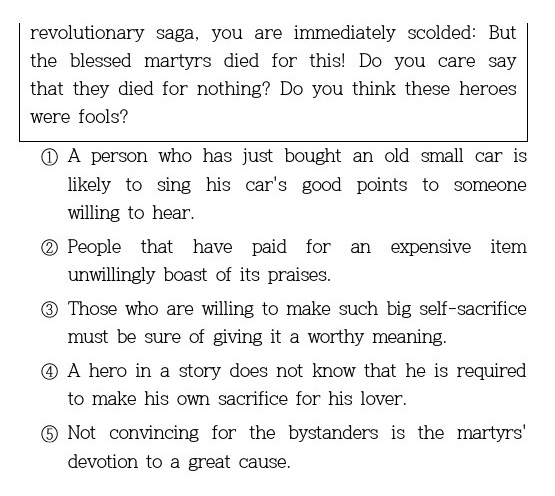 revolutionary saga, you are immediately scolded: But
the blessed martyrs died for this! Do you care say
that they died for nothing? Do you think these heroes
were fools?
① A person who has just bought an old small car is
likely to sing his car's good points to someone
willing to hear.
② People that have paid for an expensive item
unwillingly boast of its praises.
③ Those who are willing to make such big self-sacrifice
must be sure of giving it a worthy meaning.
④ A hero in a story does not know that he is required
to make his own sacrifice for his lover.
⑤ Not convincing for the bystanders is the martyrs'
devotion to a great cause.